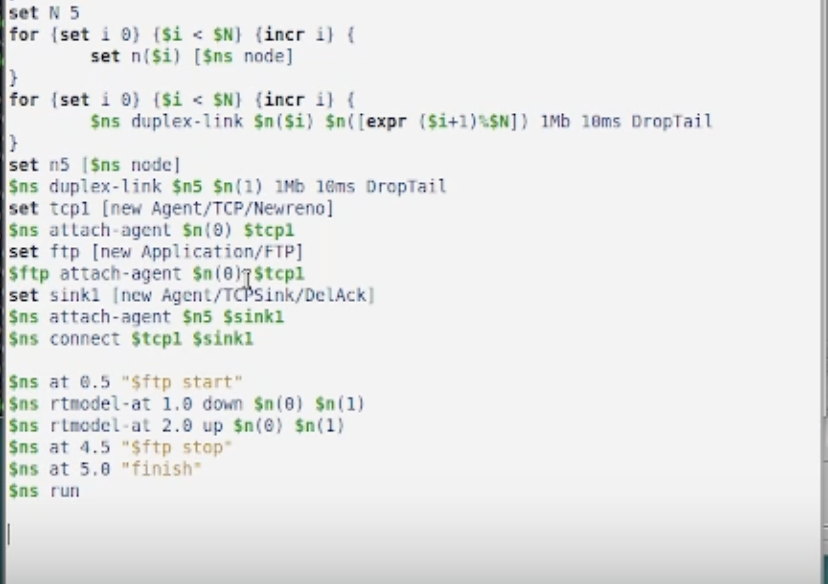 set N 5
for {set i 0} {$i < $N} {incr i} {
set n($i) [$ns node]
}
for {set i 0} {$i < $N} {incr i} {
$ns duplex-link $n($i) $n([expr ($i+1)%$N]) 1Mb 10ms DropTail
}
set n5 [$ns node]
$ns duplex-link $n5 $n(1) 1Mb 10ms DropTail
set tcp1 [new Agent/TCP/Newreno]
$ns attach-agent $n(0) $tcp1
set ftp [new Application/FTP]
$ftp attach-agent $n(0) $tcp1
set sink1 [new Agent/TCPSink/DelAck]
$ns attach-agent $n5 $sink1
$ns connect $tcp1 $sink1
$ns at 0.5 "$ftp start"
$ns rtmodel-at 1.0 down $n(0) $n(1)
$ns rtmodel-at 2.0 up $n(0) $n(1)
$ns at 4.5 "$ftp stop"
$ns at 5.0 "finish"
$ns run